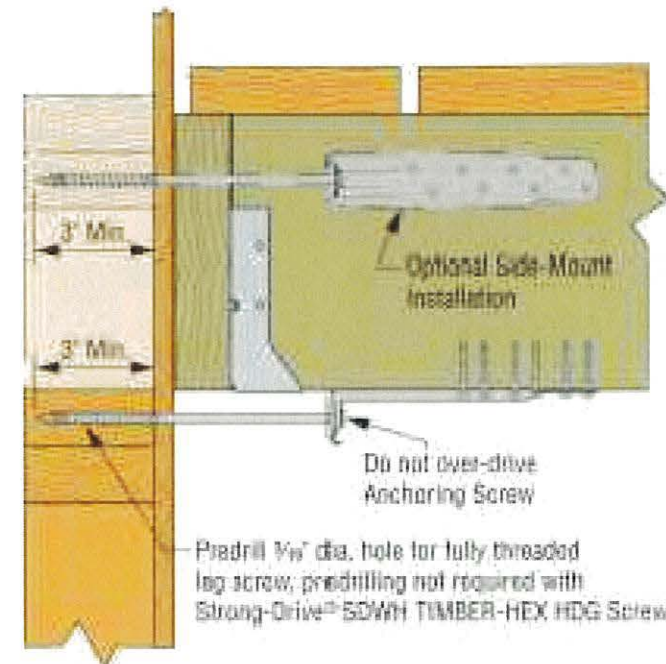 3" Min.
Optional Side-Mount
Installation
3" Min.
Do not over-drive
Anchoring Screw
Predrill dia. hole for fully threaded
lag screw, predrilling not required with
Strong-Drive® SDWH TIMBER-HEX HDG Screw